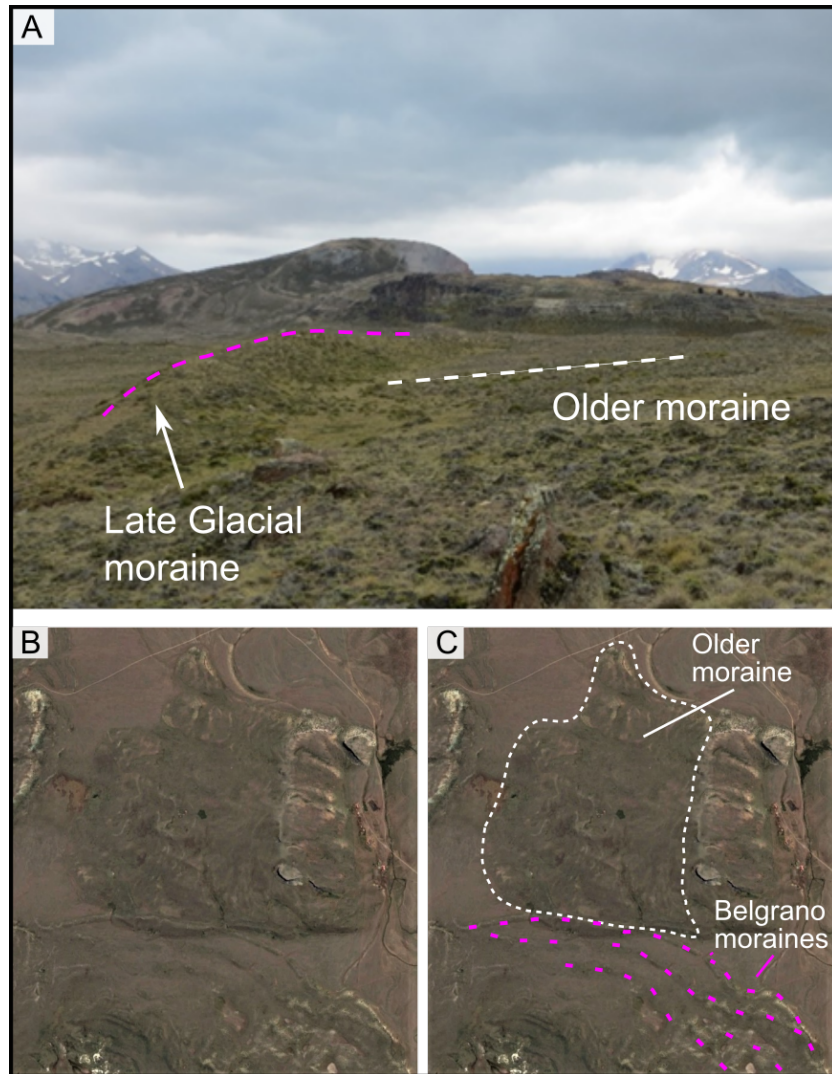 A
Older moraine
Late Glacial
moraine
B
C
Older
moraine
Belgrano
moraines